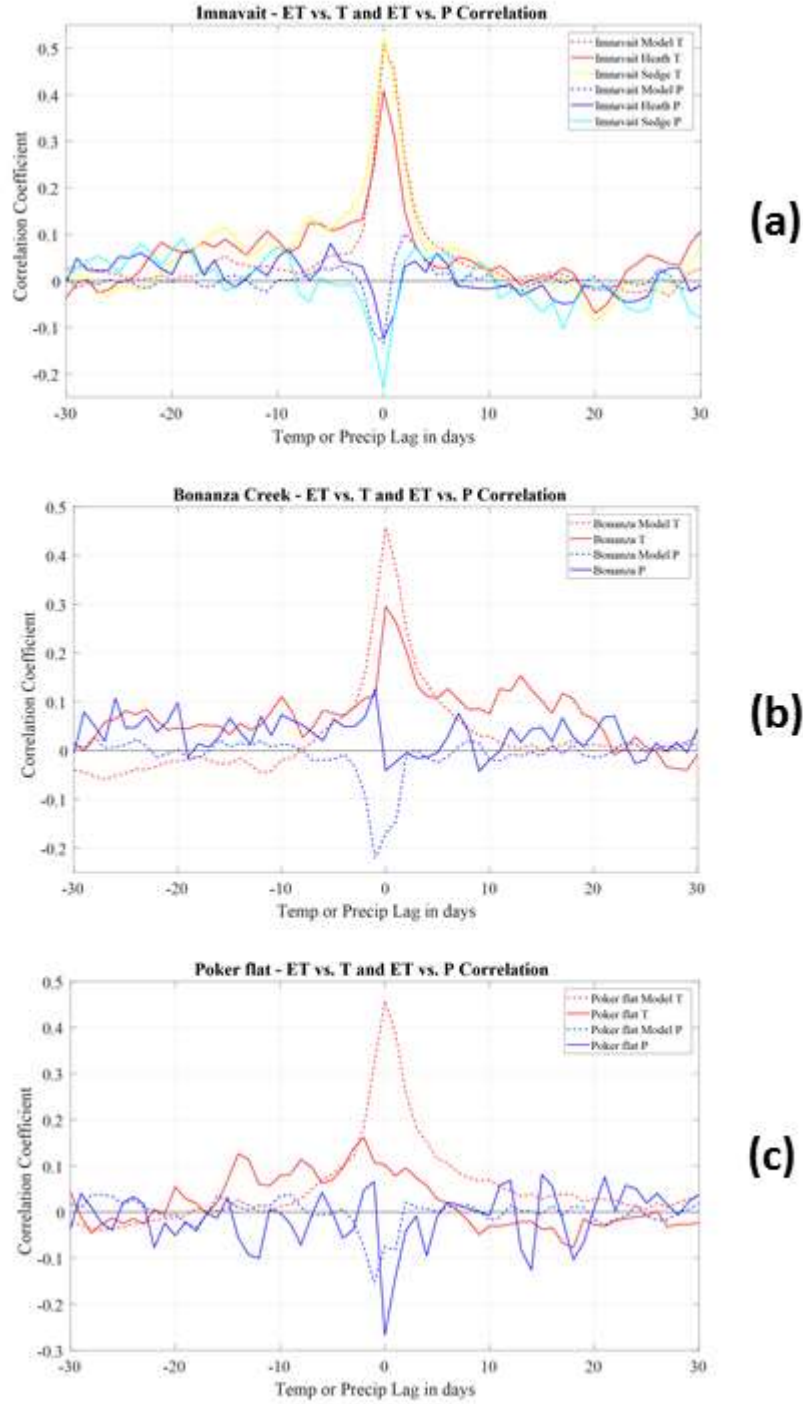 Imnavait - ET vs. T and ET vs. P Correlation
Correlation Coefficient
0.5
0.4
0.3
0.2
0.1
0
-0.1
-0.2
Imnavait Model T
Imnavait Heath T
Imnavait Sedge T
Imnavait Model P
Imnavait Heath P
Imnavait Sedge P
-30 -20 -10 0 10 20 30
Temp or Precip Lag in days
(a)
Bonanza Creek - ET vs. T and ET vs. P Correlation
Correlation Coefficient
0.5
0.4
0.3
0.2
0.1
0
-0.1
-0.2
Bonanza Model T
Bonanza T
Bonanza Model P
Bonanza P
-30 -20 -10 0 10 20 30
Temp or Precip Lag in days
(b)
Poker flat - ET vs. T and ET vs. P Correlation
Correlation Coefficient
0.5
0.4
0.3
0.2
0.1
0
-0.1
-0.2
-0.3
Poker flat Model T
Poker flat T
Poker flat Model P
Poker flat P
-30 -20 -10 0 10 20 30
Temp or Precip Lag in days
(c)